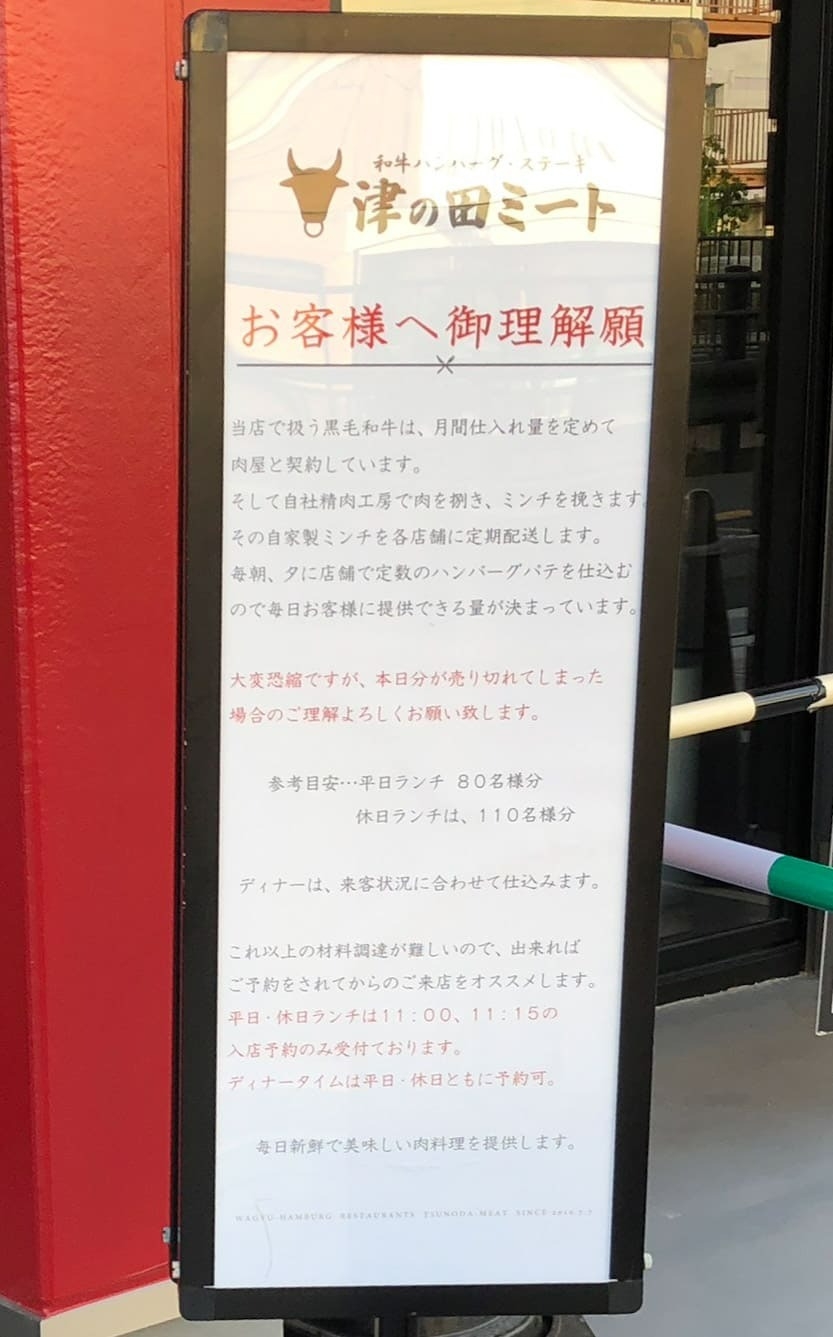 和牛ハンバーグ・ステーキ
津の田ミート
お客様へ御理解願
当店で扱う黒毛和牛は、月間仕入れ量を定めて
肉屋と契約しています。
そして自社精肉工房で肉を捌き、ミンチを挽きます。
その自家製ミンチを各店舗に定期配送します。
毎朝、夕に店舗で定数のハンバーグパテを仕込む
ので毎日お客様に提供できる量が決まっています。
大変恐縮ですが、本日分が売り切れてしまった
場合のご理解よろしくお願い致します。
参考目安…平日ランチ 80名様分
休日ランチは、110名様分
ディナーは、来客状況に合わせて仕込みます。
これ以上の材料調達が難しいので、出来れば
ご予約をされてからのご来店をオススメします。
平日・休日ランチは11:00、11:15の
入店予約のみ受付ております。
ディナータイムは平日・休日ともに予約可。
毎日新鮮で美味しい肉料理を提供します。
WAGYU-HAMBURG RESTAURANTS TSUNODA-MEAT SINCE